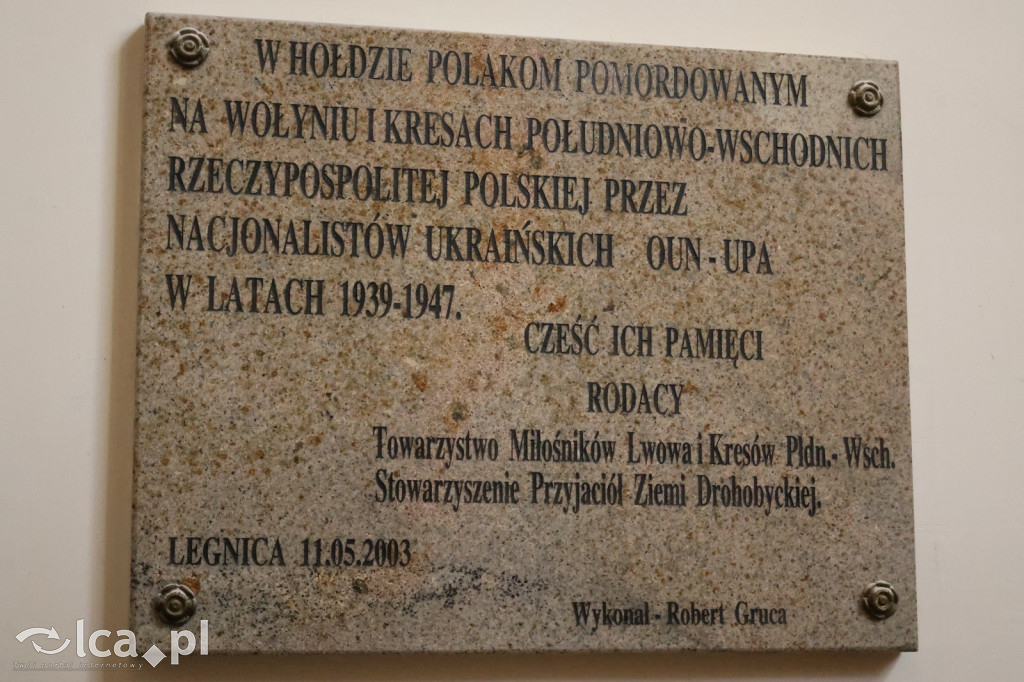 W HOŁDZIE POLAKOM POMORDOWANYM
NA WOŁYNIU I KRESACH POŁUDNIOWO-WSCHODNICH
RZECZYPOSPOLITEJ POLSKIEJ PRZEZ
NACJONALISTÓW UKRAIŃSKICH OUN - UPA
W LATACH 1939-1947.
CZEŚĆ ICH PAMIĘCI
RODACY
Towarzystwo Miłośników Lwowa i Kresów Płdn.- Wsch.
Stowarzyszenie Przyjaciół Ziemi Drohobyckiej.
LEGNICA 11.05.2003
Wykonał - Robert Gruca
lca.pl